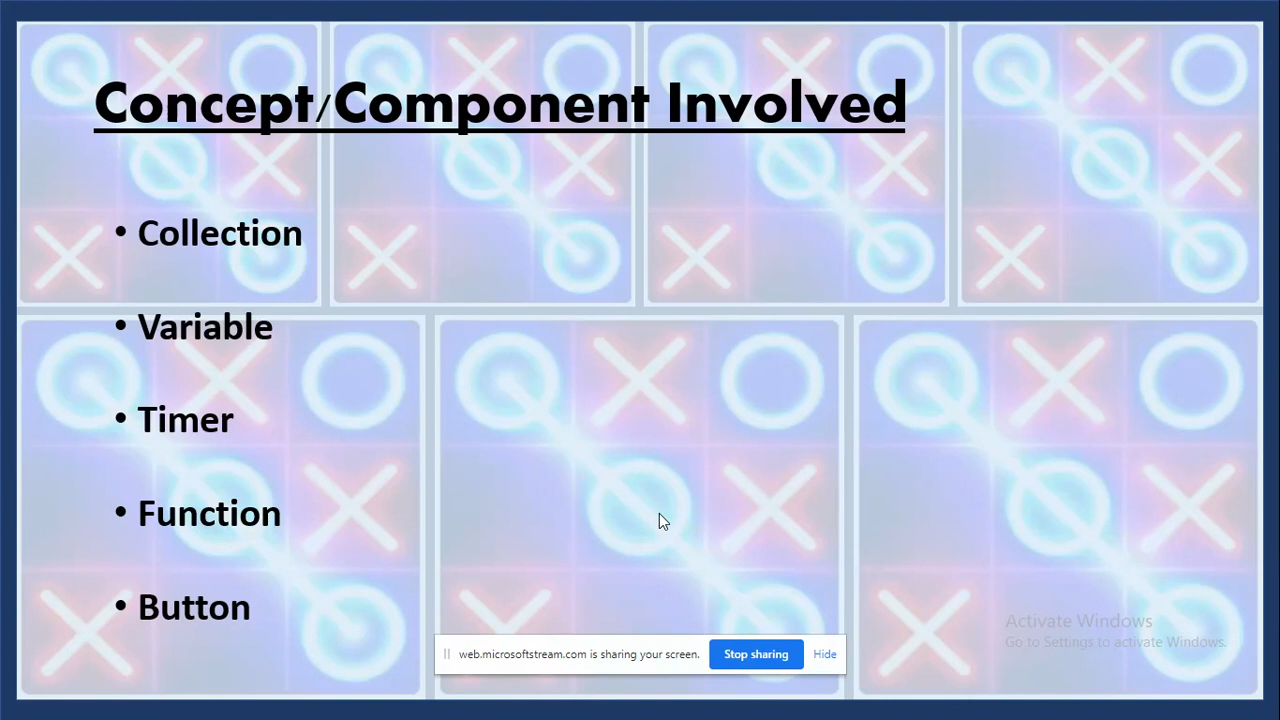 Concept/Component Involved
• Collection
• Variable
• Timer
• Function
• Button
Activate Windows
Go to Settings to activate Windows.
web.microsoftstream.com is sharing your screen. Stop sharing Hide